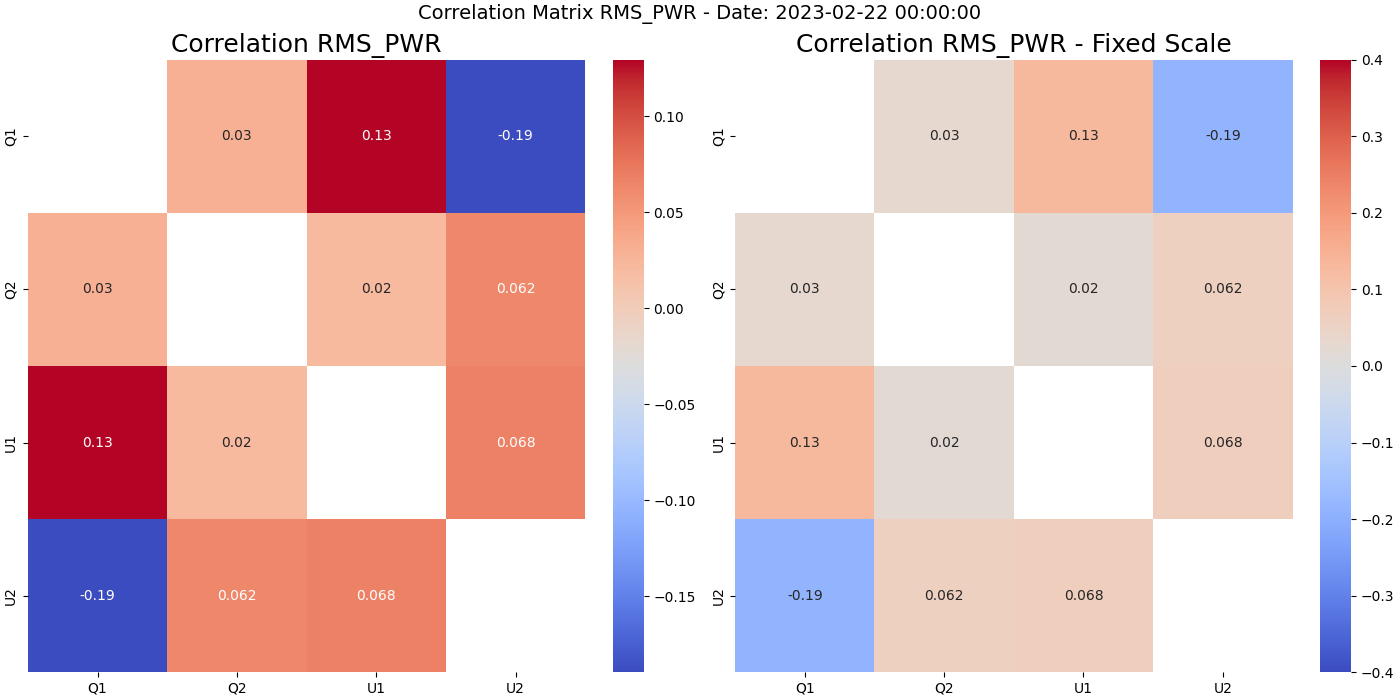 Correlation Matrix RMS_PWR - Date: 2023-02-22 00:00:00
Correlation RMS_PWR
Q1
0.03
0.13
-0.19
Q2
0.03
0.02
0.062
U1
0.13
0.02
0.068
U2
-0.19
0.062
0.068
Q1
Q2
U1
U2
0.10
0.05
0.00
−0.05
−0.10
−0.15
Correlation RMS_PWR - Fixed Scale
Q1
0.03
0.13
-0.19
Q2
0.03
0.02
0.062
U1
0.13
0.02
0.068
U2
-0.19
0.062
0.068
Q1
Q2
U1
U2
0.4
0.3
0.2
0.1
0.0
−0.1
−0.2
−0.3
−0.4